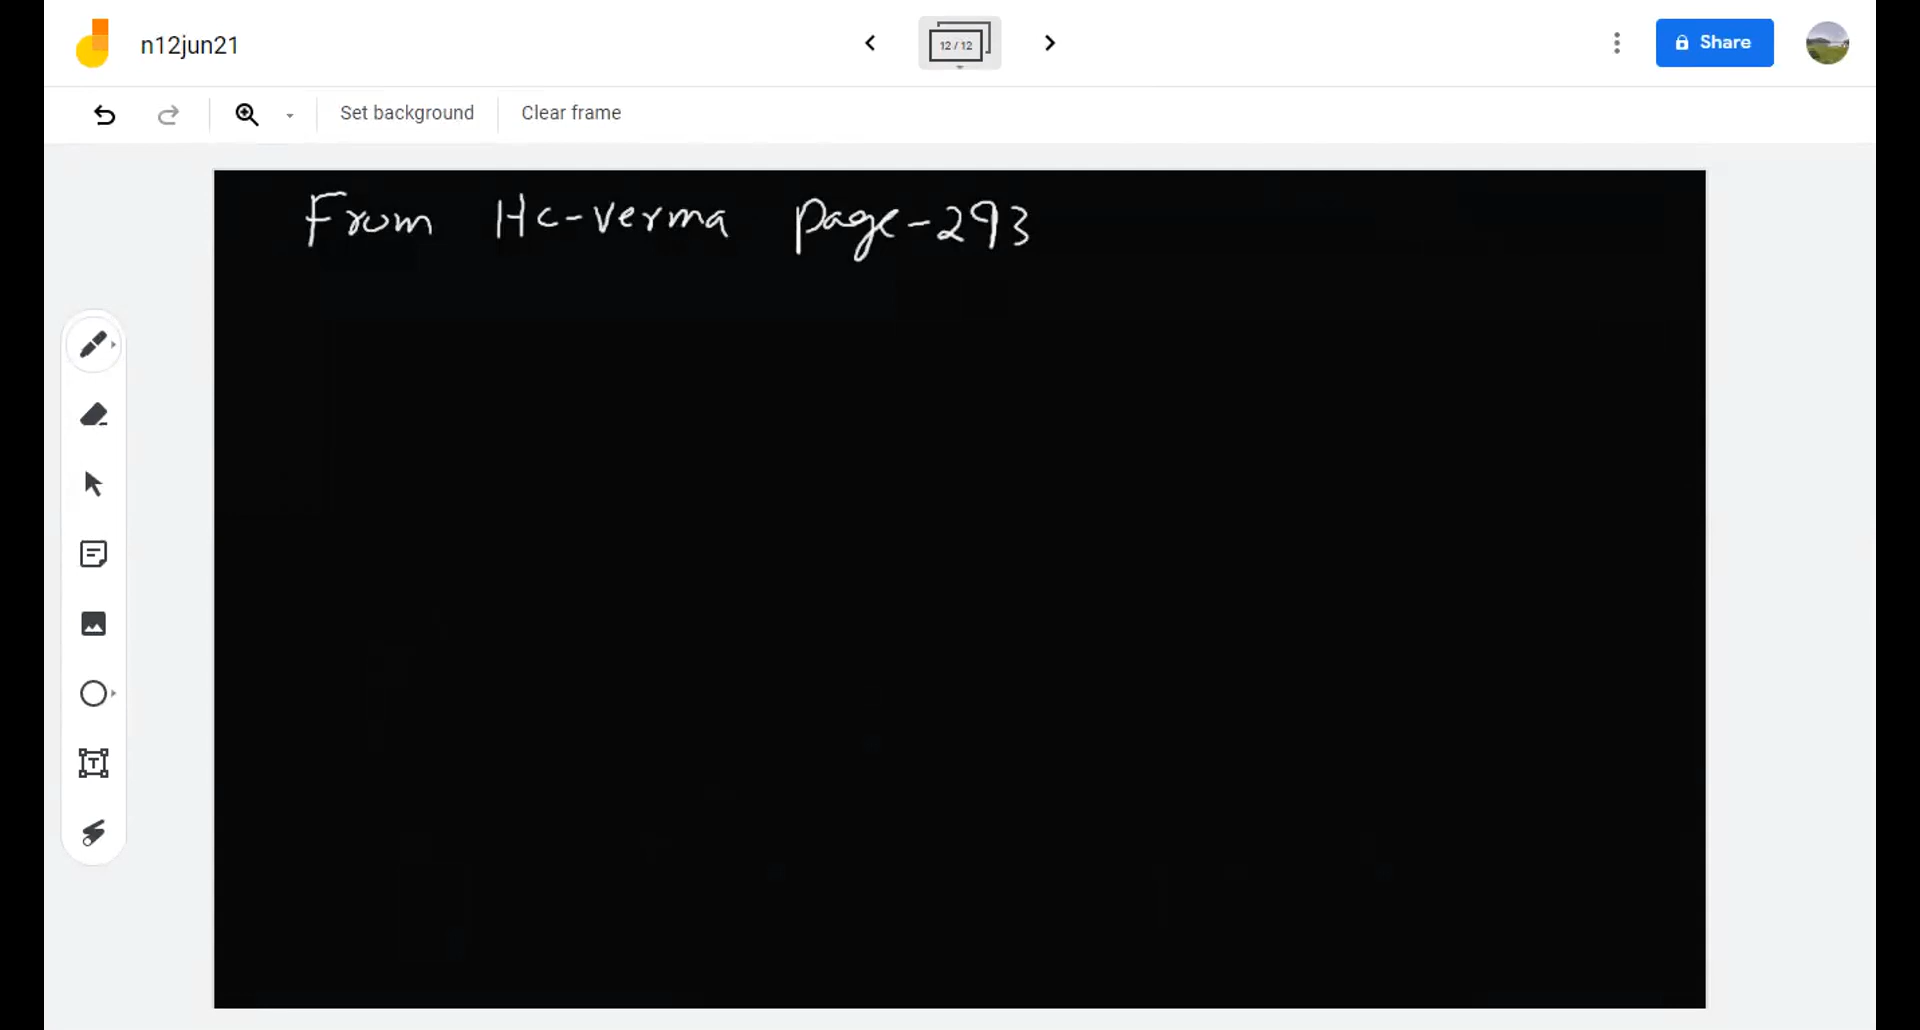 n12jun21
12 / 12
Share
Set background
Clear frame
From Hc-verma page-293